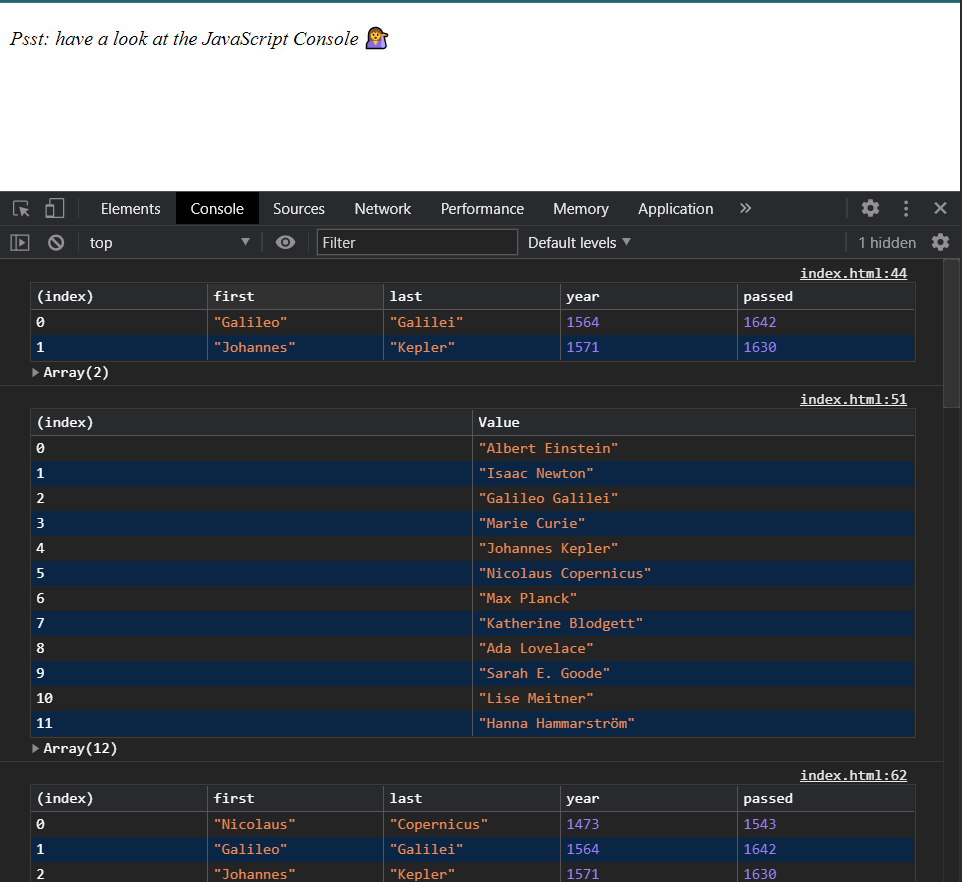 Psst: have a look at the JavaScript Console 💁‍♀️
Elements Console Sources Network Performance Memory Application »
top Filter Default levels 1 hidden
index.html:44
(index) first last year passed
0 "Galileo" "Galilei" 1564 1642
1 "Johannes" "Kepler" 1571 1630
Array(2)
index.html:51
(index) Value
0 "Albert Einstein"
1 "Isaac Newton"
2 "Galileo Galilei"
3 "Marie Curie"
4 "Johannes Kepler"
5 "Nicolaus Copernicus"
6 "Max Planck"
7 "Katherine Blodgett"
8 "Ada Lovelace"
9 "Sarah E. Goode"
10 "Lise Meitner"
11 "Hanna Hammarström"
Array(12)
index.html:62
(index) first last year passed
0 "Nicolaus" "Copernicus" 1473 1543
1 "Galileo" "Galilei" 1564 1642
2 "Johannes" "Kepler" 1571 1630